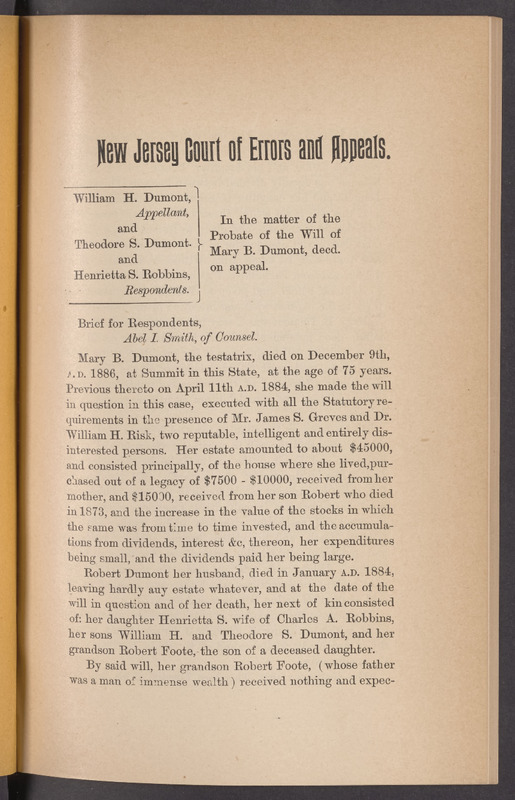 New Jersey Court of Errors and Appeals.
William H. Dumont,
Appellant,
and
Theodore S. Dumont.
and
Henrietta S. Robbins,
Respondents.
In the matter of the
Probate of the Will of
Mary B. Dumont, decd.
on appeal.
Brief for Respondents,
Abel I. Smith, of Counsel.
Mary B. Dumont, the testatrix, died on December 9th,
A.D. 1886, at Summit in this State, at the age of 75 years.
Previous thereto on April 11th A.D. 1884, she made the will
in question in this case, executed with all the Statutory re-
quirements in the presence of Mr. James S. Greves and Dr.
William H. Risk, two reputable, intelligent and entirely dis-
interested persons. Her estate amounted to about $45000,
and consisted principally, of the house where she lived,pur-
chased out of a legacy of $7500 - $10000, received from her
mother, and $15000, received from her son Robert who died
in 1873, and the increase in the value of the stocks in which
the same was from time to time invested, and the accumula-
tions from dividends, interest &c, thereon, her expenditures
being small, and the dividends paid her being large.
Robert Dumont her husband, died in January A.D. 1884,
leaving hardly any estate whatever, and at the date of the
will in question and of her death, her next of kin consisted
of: her daughter Henrietta S. wife of Charles A. Robbins,
her sons William H. and Theodore S. Dumont, and her
grandson Robert Foote, the son of a deceased daughter.
By said will, her grandson Robert Foote, (whose father
was a man of immense wealth) received nothing and expec-